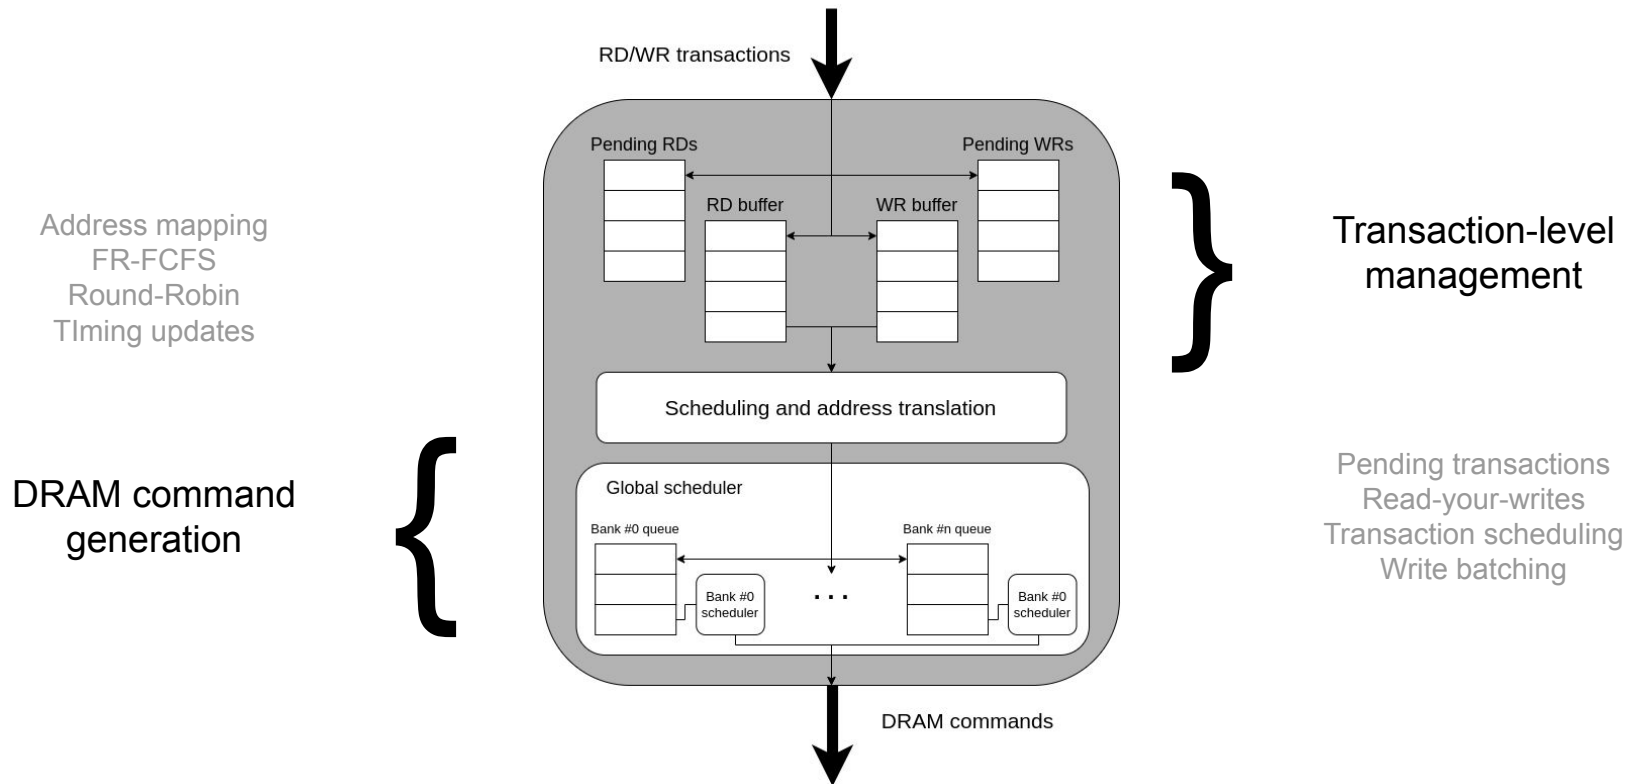 RD/WR transactions
Pending RDs
Pending WRs
RD buffer
WR buffer
Address mapping
FR-FCFS
Round-Robin
TIming updates
Transaction-level
management
Scheduling and address translation
DRAM command
generation
Global scheduler
Bank #0 queue
Bank #n queue
Bank #0
scheduler
. . .
Bank #0
scheduler
Pending transactions
Read-your-writes
Transaction scheduling
Write batching
DRAM commands